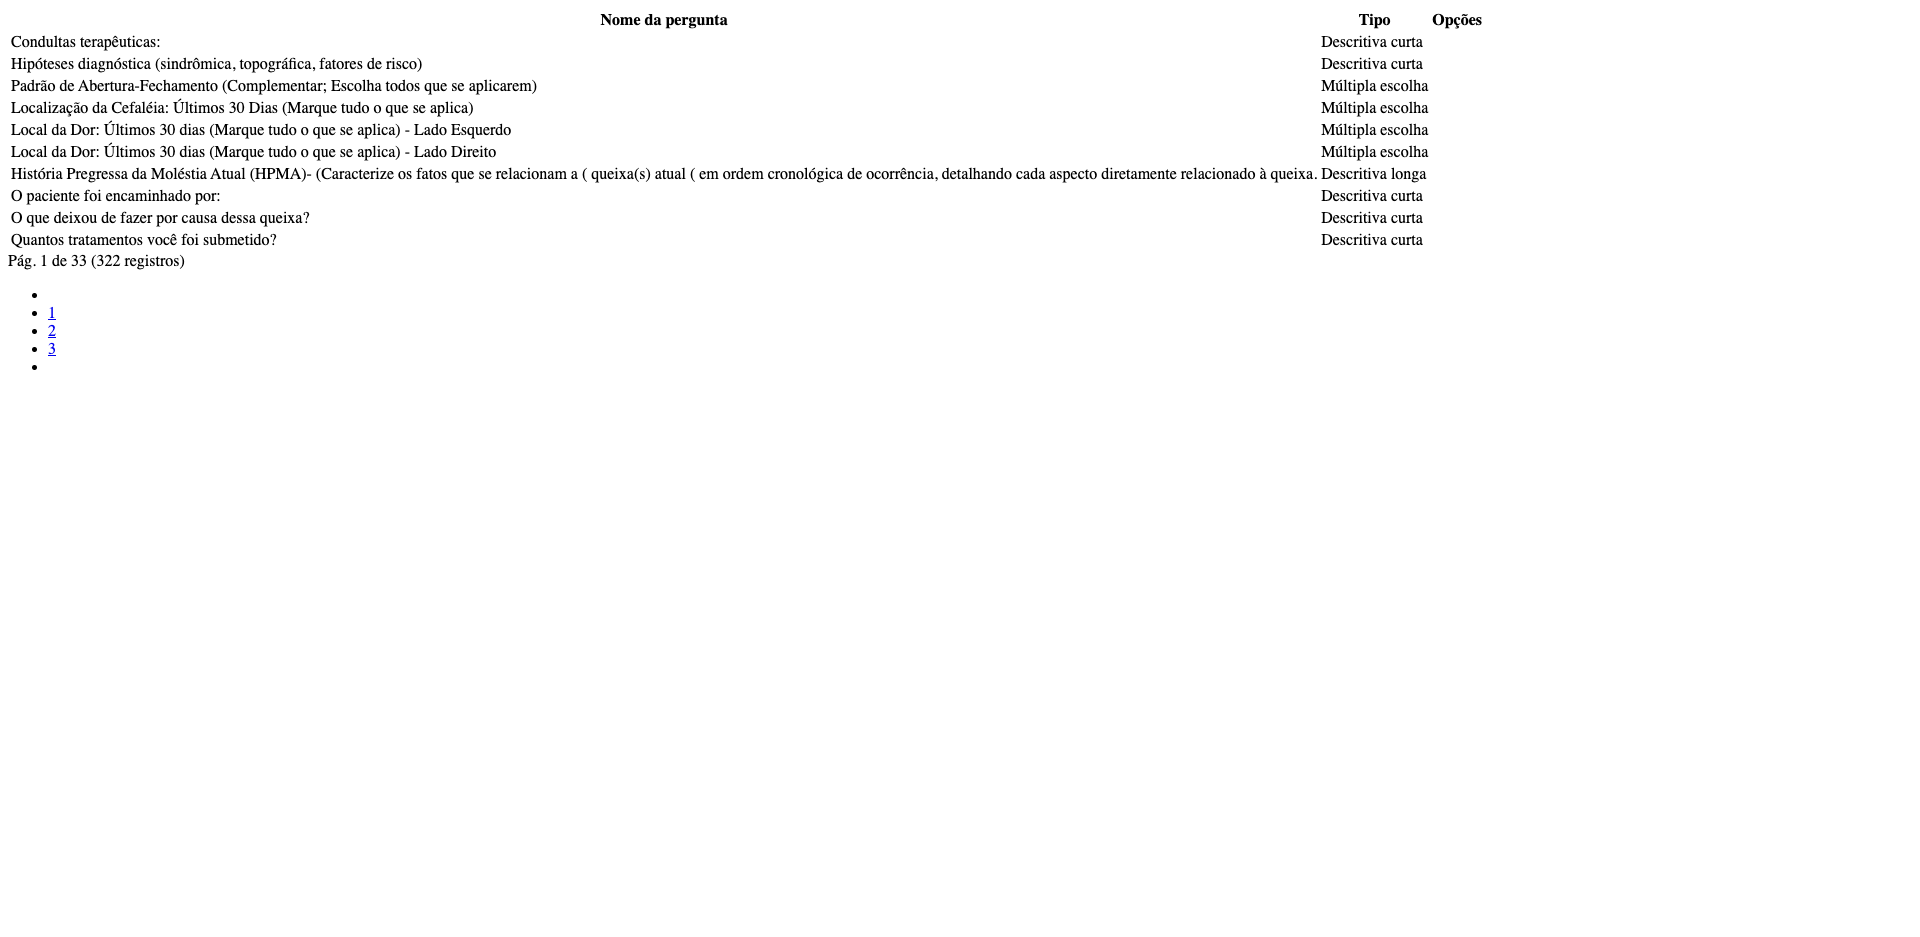 Nome da pergunta Tipo Opções
Condultas terapêuticas: Descritiva curta
Hipóteses diagnóstica (sindrômica, topográfica, fatores de risco) Descritiva curta
Padrão de Abertura-Fechamento (Complementar; Escolha todos que se aplicarem) Múltipla escolha
Localização da Cefaléia: Últimos 30 Dias (Marque tudo o que se aplica) Múltipla escolha
Local da Dor: Últimos 30 dias (Marque tudo o que se aplica) - Lado Esquerdo Múltipla escolha
Local da Dor: Últimos 30 dias (Marque tudo o que se aplica) - Lado Direito Múltipla escolha
História Pregressa da Moléstia Atual (HPMA)- (Caracterize os fatos que se relacionam a ( queixa(s) atual ( em ordem cronológica de ocorrência, detalhando cada aspecto diretamente relacionado à queixa. Descritiva longa
O paciente foi encaminhado por: Descritiva curta
O que deixou de fazer por causa dessa queixa? Descritiva curta
Quantos tratamentos você foi submetido? Descritiva curta
Pág. 1 de 33 (322 registros)
1
2
3